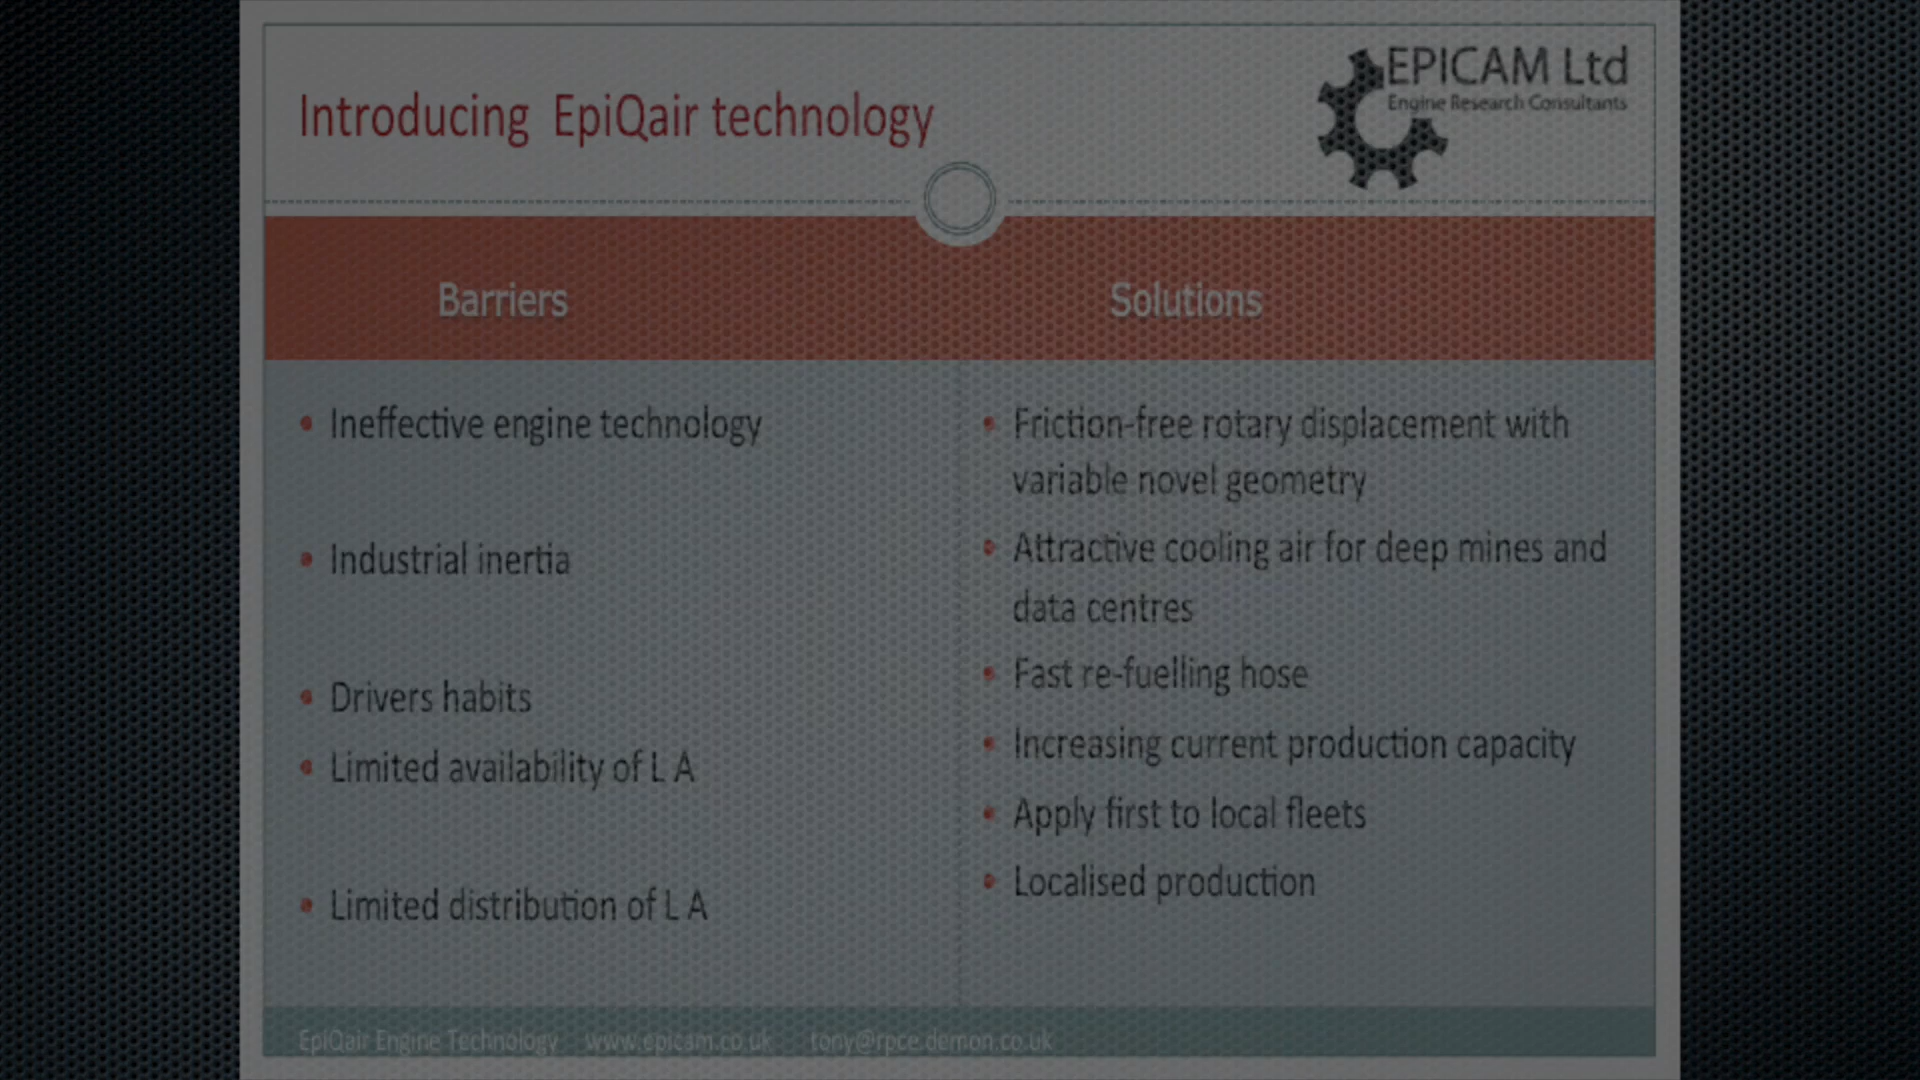 Introducing EpiQair technology
EPICAM Ltd
Engine Research Consultants
Barriers
Solutions
• Ineffective engine technology
• Industrial inertia
• Drivers habits
• Limited availability of L A
• Limited distribution of L A
• Friction-free rotary displacement with
variable novel geometry
• Attractive cooling air for deep mines and
data centres
• Fast re-fuelling hose
• Increasing current production capacity
• Apply first to local fleets
• Localised production
EpiQair Engine Technology www.epicam.co.uk tony@rpce.demon.co.uk